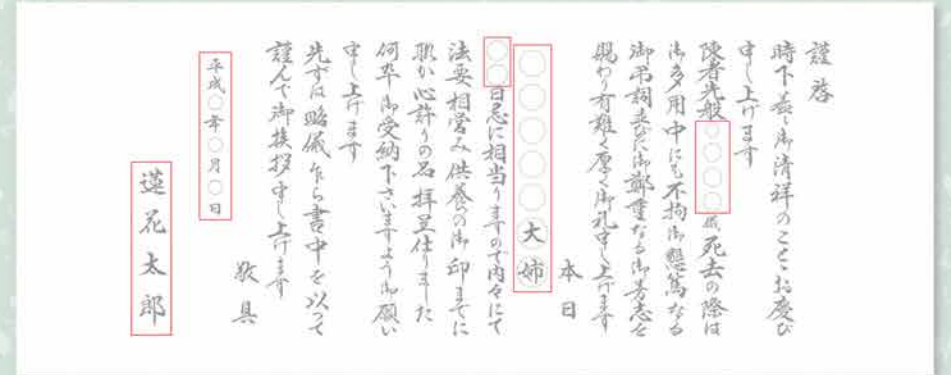 謹啓
時下益々御清祥のことゝお慶び
申し上げます
陳者先般○○○○儀死去の際は
御多用中にも不拘御懇篤なる
御弔詞並びに御鄭重なる御芳志を
賜わり有難く厚く御礼申し上げます
本日
○○○○○○大姉
○○日忌に相当りますので内々にて
法要相営み供養の御印までに
聊か心許りの品拝呈仕りました
何卒御受納下さいますよう御願い
申し上げます
先ずは略儀乍ら書中を以って
謹んで御挨拶申し上げます
敬具
平成○年○月○日
蓮花太郎